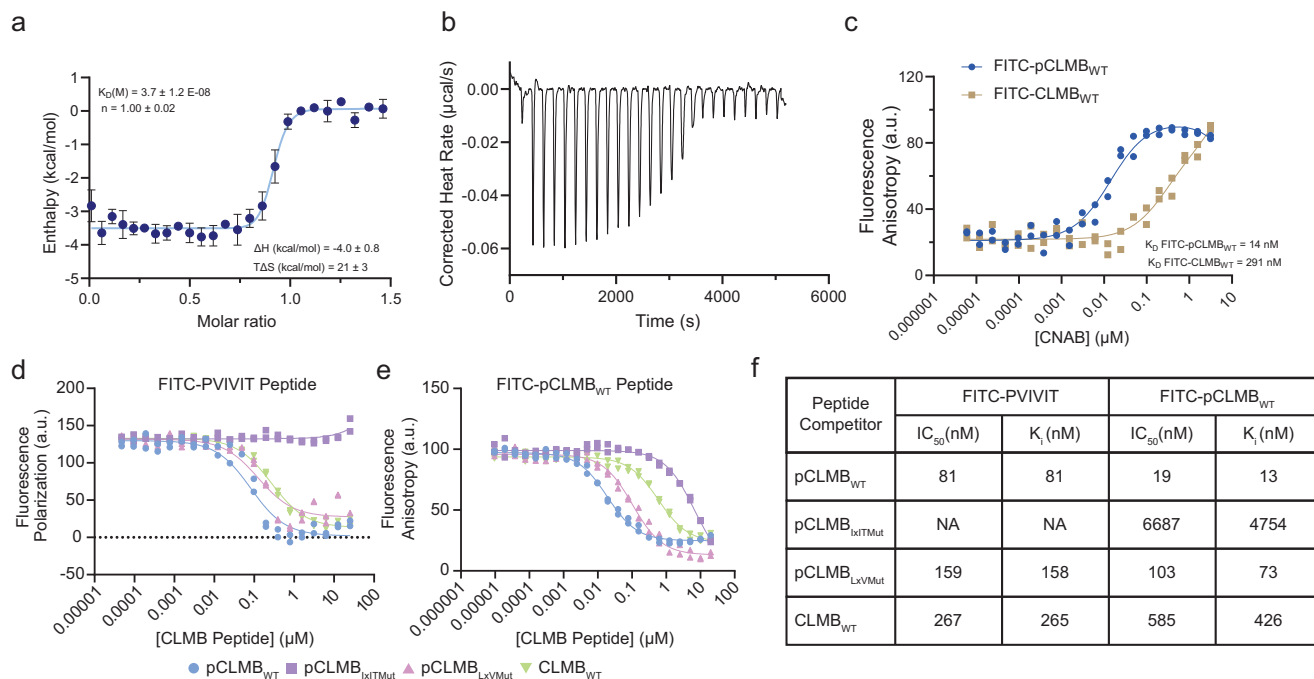 a
K_D(M) = 3.7 ± 1.2 E-08
n = 1.00 ± 0.02
Enthalpy (kcal/mol)
1
0
-1
-2
-3
-4
-5
ΔH (kcal/mol) = -4.0 ± 0.8
TΔS (kcal/mol) = 21 ± 3
0.0 0.5 1.0 1.5
Molar ratio
b
Corrected Heat Rate (μcal/s)
0.00
-0.02
-0.04
-0.06
0 2000 4000 6000
Time (s)
c
FITC-pCLMB_WT
FITC-CLMB_WT
Fluorescence
Anisotropy (a.u.)
120
80
40
0
K_D FITC-pCLMB_WT = 14 nM
K_D FITC-CLMB_WT = 291 nM
0.000001 0.00001 0.0001 0.001 0.01 0.1 1 10
[CNAB] (μM)
d
FITC-PVIVIT Peptide
Fluorescence
Polarization (a.u.)
200
150
100
50
0
-50
0.00001 0.0001 0.001 0.01 0.1 1 10 100
[CLMB Peptide] (μM)
e
FITC-pCLMB_WT Peptide
Fluorescence
Anisotropy (a.u.)
150
100
50
0
0.000001 0.00001 0.0001 0.001 0.01 0.1 1 10 100
[CLMB Peptide] (μM)
pCLMB_WT pCLMB_IxITMut pCLMB_LxVMut CLMB_WT
f
Peptide Competitor FITC-PVIVIT FITC-pCLMB_WT
IC_50(nM) K_i (nM) IC_50(nM) K_i (nM)
pCLMB_WT 81 81 19 13
pCLMB_IxITMut NA NA 6687 4754
pCLMB_LxVMut 159 158 103 73
CLMB_WT 267 265 585 426